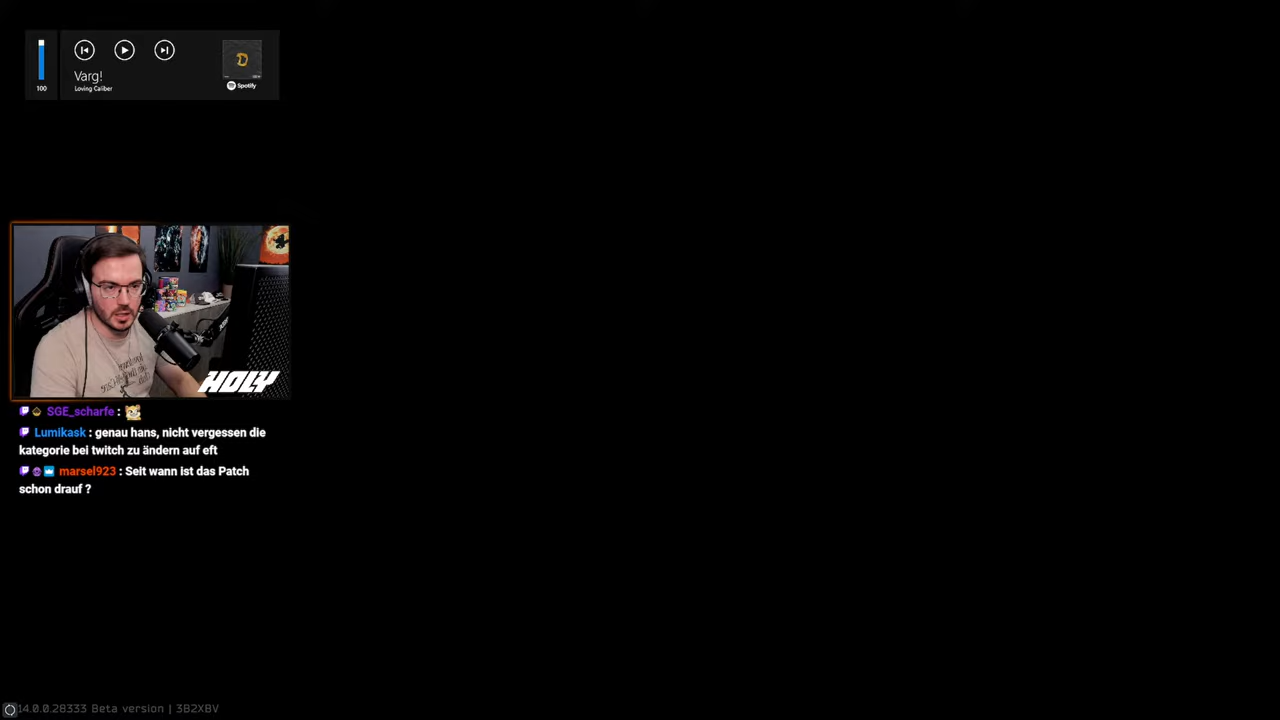 Varg!
Loving Caliber
100
Spotify
HOLY
SGE_scharfe :
Lumikask : genau hans, nicht vergessen die
kategorie bei twitch zu ändern auf eft
marsel923 : Seit wann ist das Patch
schon drauf ?
14.0.0.28333 Beta version | 3B2XBV